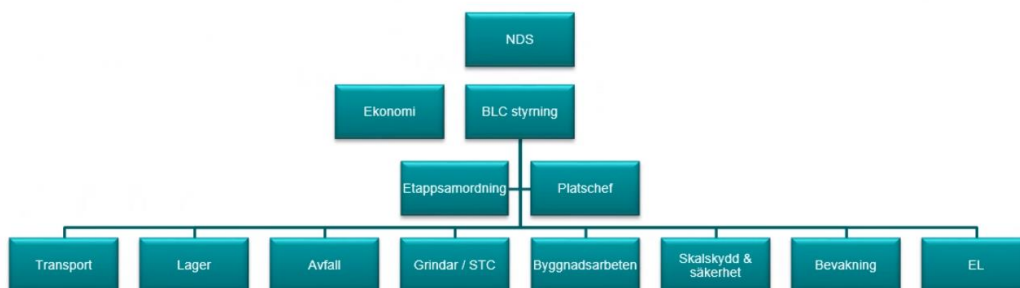 NDS
Ekonomi
BLC styrning
Etappsamordning
Platschef
Transport
Lager
Avfall
Grindar / STC
Byggnadsarbeten
Skalskydd &
säkerhet
Bevakning
EL